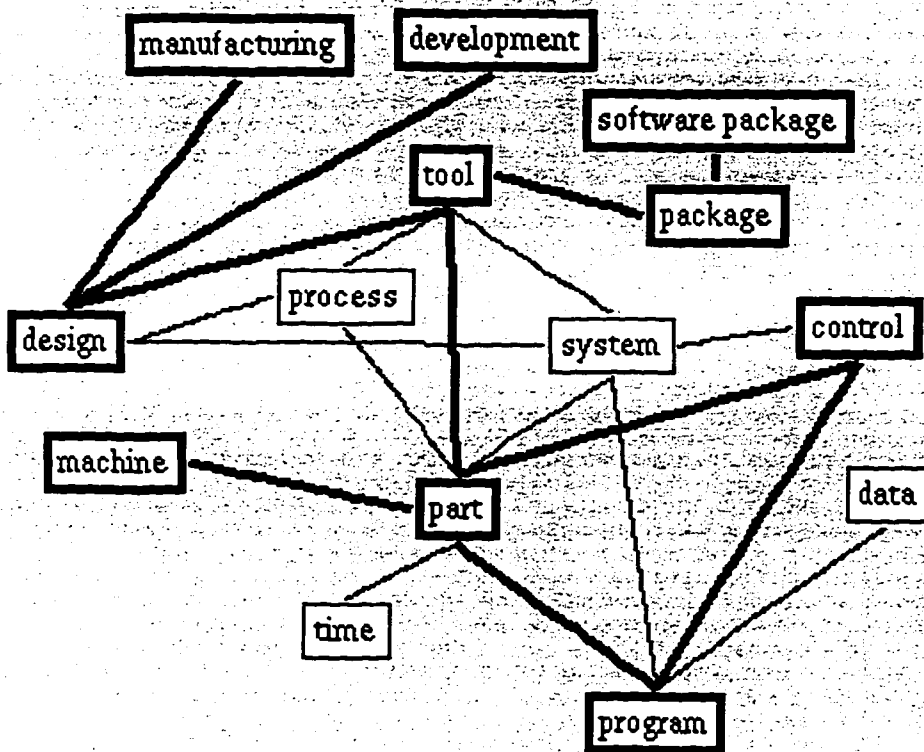 manufacturing
development
software package
tool
package
process
design
system
control
machine
part
data
time
program